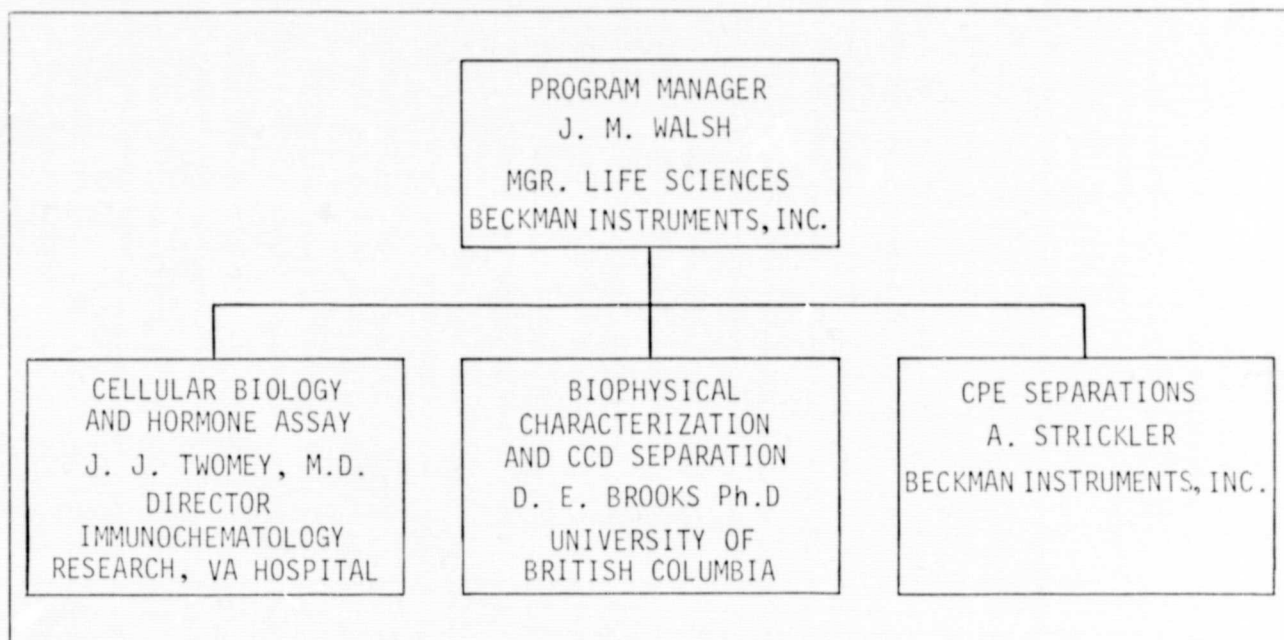 PROGRAM MANAGER
J. M. WALSH
MGR. LIFE SCIENCES
BECKMAN INSTRUMENTS, INC.
CELLULAR BIOLOGY
AND HORMONE ASSAY
J. J. TWOMEY, M.D.
DIRECTOR
IMMUNOCHEMATOLOGY
RESEARCH, VA HOSPITAL
BIOPHYSICAL
CHARACTERIZATION
AND CCD SEPARATION
D. E. BROOKS Ph.D
UNIVERSITY OF
BRITISH COLUMBIA
CPE SEPARATIONS
A. STRICKLER
BECKMAN INSTRUMENTS, INC.